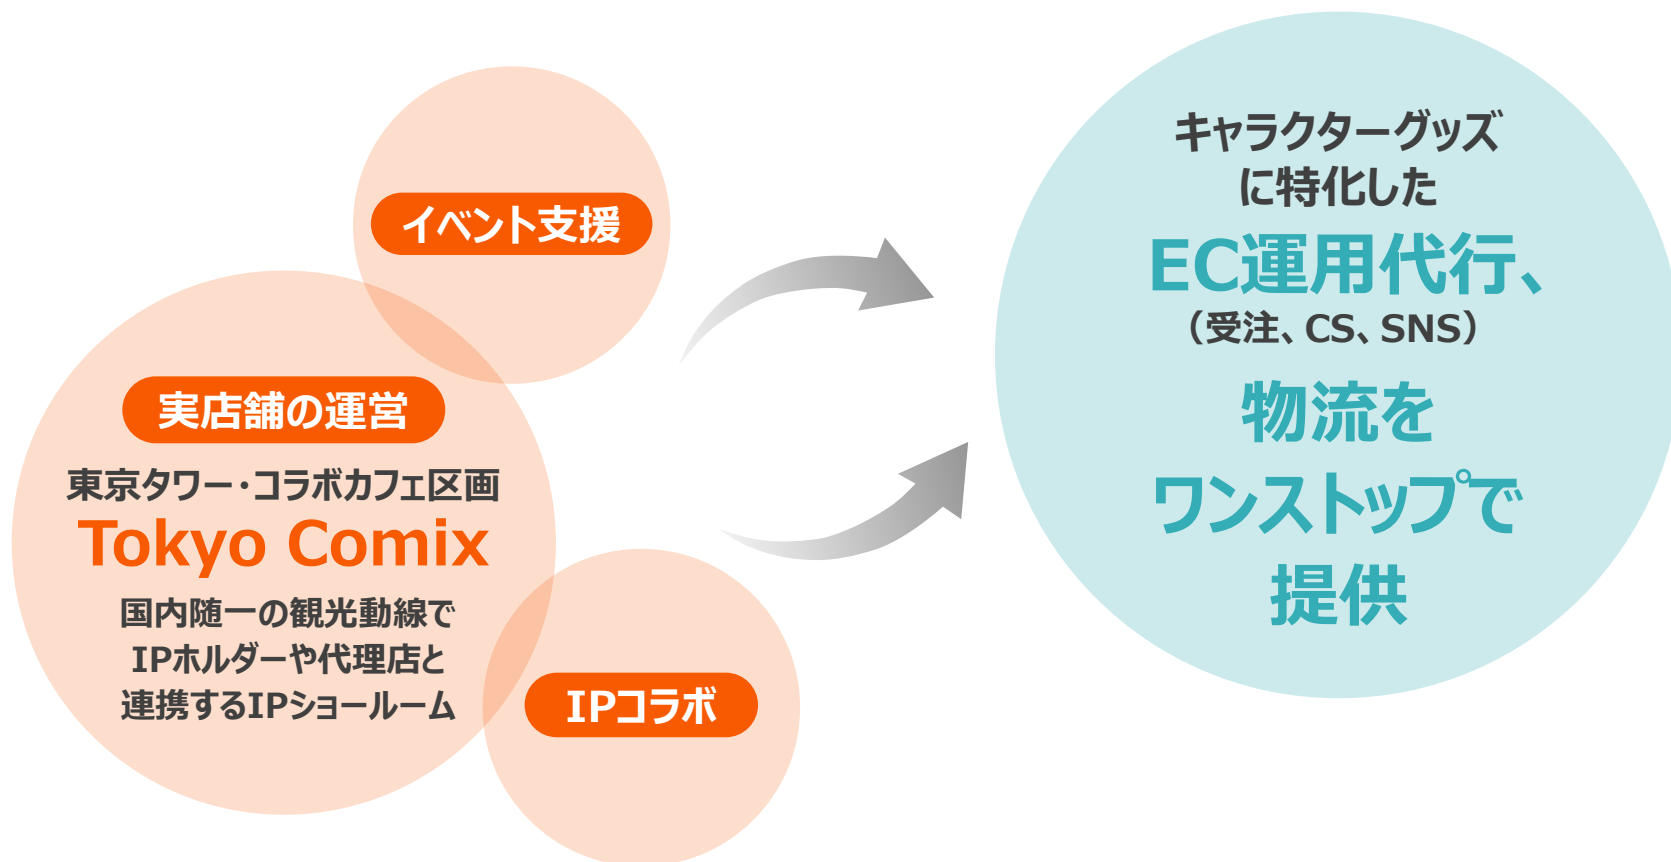 イベント支援
実店舗の運営
東京タワー・コラボカフェ区画
Tokyo Comix
国内随一の観光動線で
IPホルダーや代理店と
連携するIPショールーム
IPコラボ
キャラクターグッズ
に特化した
EC運用代行、
（受注、CS、SNS）
物流を
ワンストップで
提供